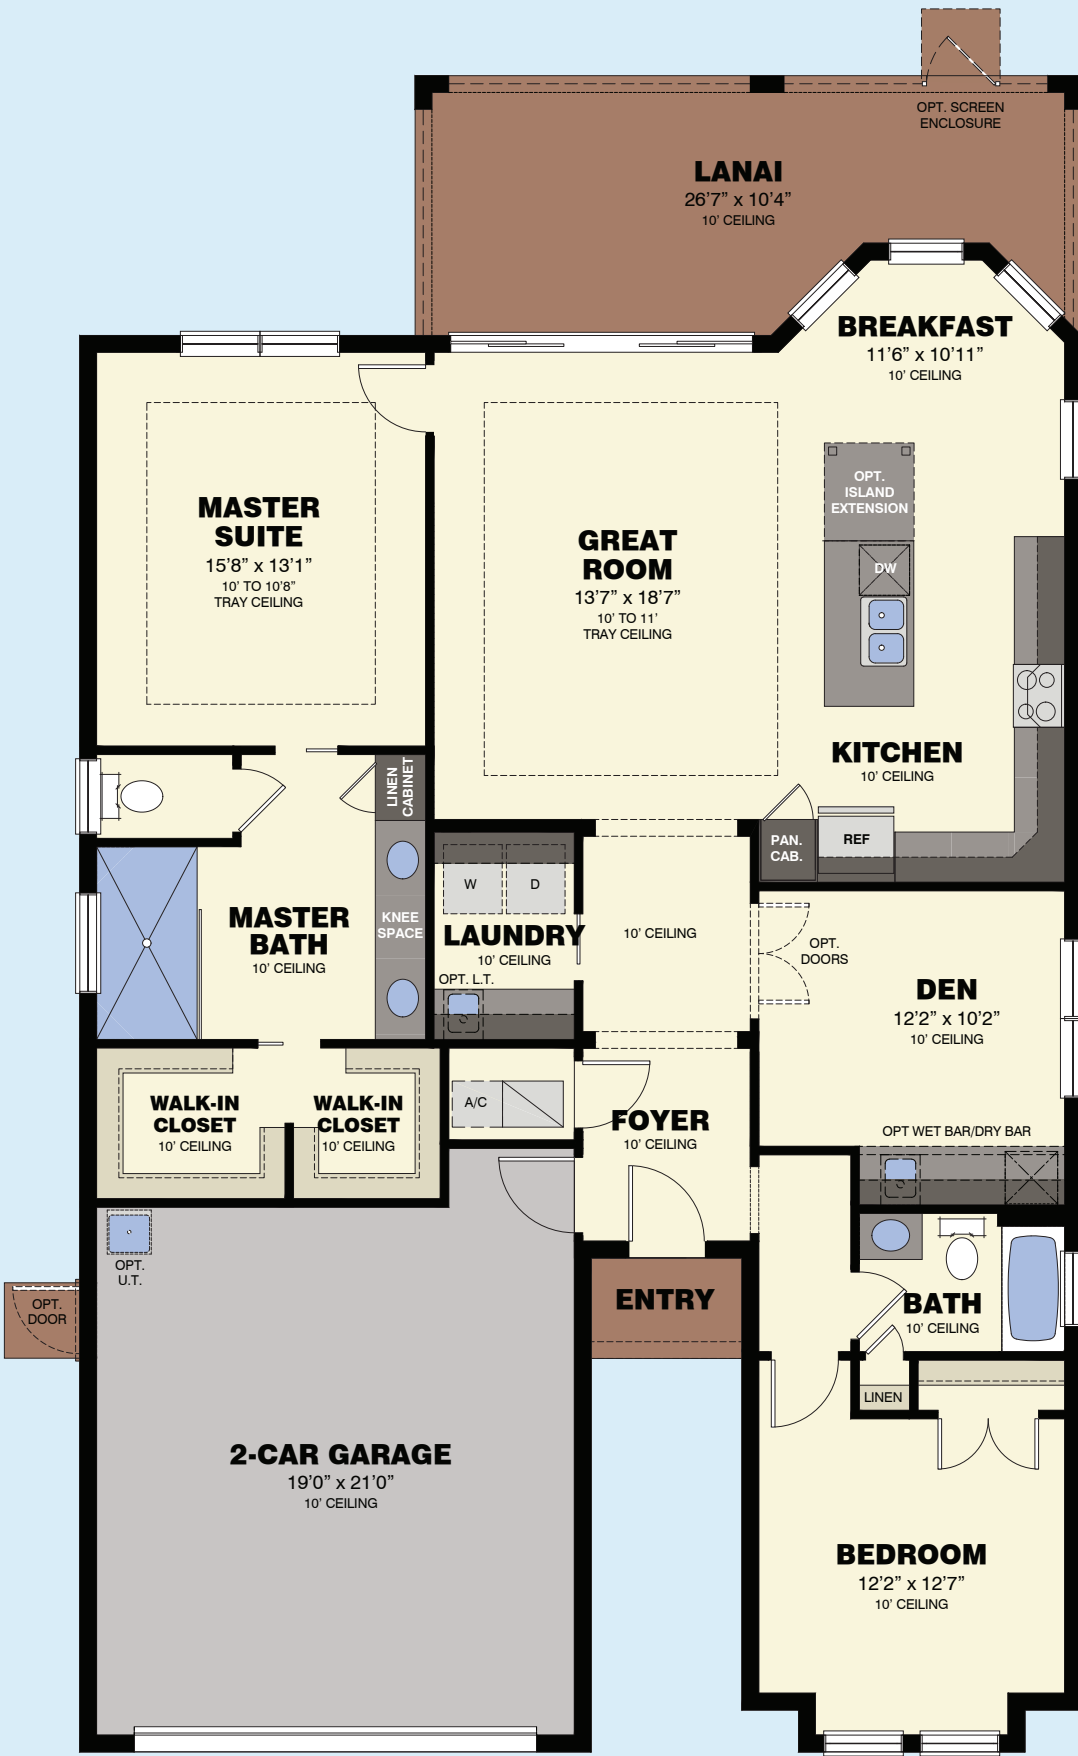 OPT. SCREEN
ENCLOSURE
LANAI
26’7” x 10’4”
10’ CEILING
BREAKFAST
11’6” x 10’11”
10’ CEILING
MASTER
SUITE
15’8” x 13’1”
10’ TO 10’8”
TRAY CEILING
GREAT
ROOM
13’7” x 18’7”
10’ TO 11’
TRAY CEILING
OPT.
ISLAND
EXTENSION
DW
KITCHEN
10’ CEILING
LINEN
CABINET
PAN.
CAB.
REF
W
D
KNEE
SPACE
MASTER
BATH
10’ CEILING
LAUNDRY
10’ CEILING
OPT. L.T.
10’ CEILING
OPT.
DOORS
DEN
12’2” x 10’2”
10’ CEILING
WALK-IN
CLOSET
10’ CEILING
WALK-IN
CLOSET
10’ CEILING
A/C
FOYER
10’ CEILING
OPT WET BAR/DRY BAR
OPT.
U.T.
OPT.
DOOR
ENTRY
BATH
10’ CEILING
LINEN
2-CAR GARAGE
19’0” x 21’0”
10’ CEILING
BEDROOM
12’2” x 12’7”
10’ CEILING